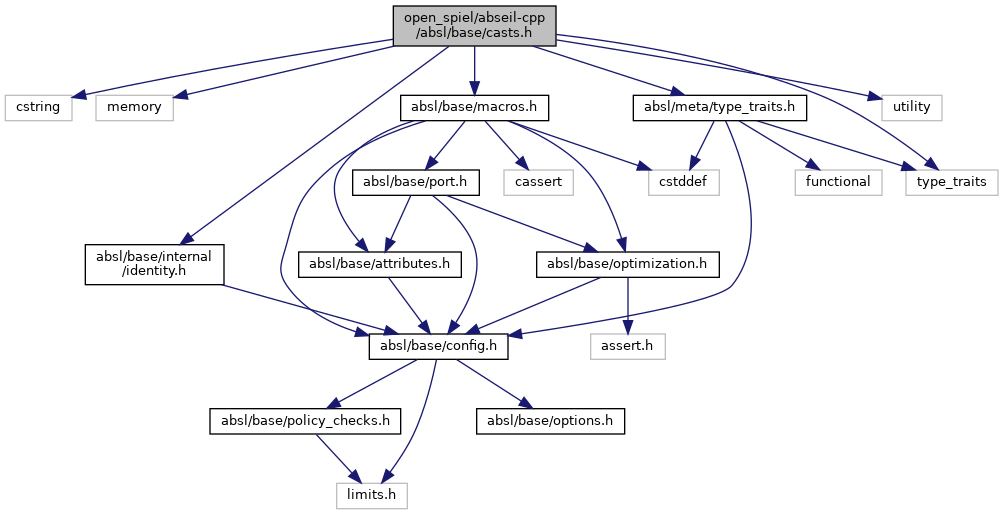 open_spiel/abseil-cpp
/absl/base/casts.h
cstring
memory
absl/base/macros.h
absl/meta/type_traits.h
utility
absl/base/port.h
cassert
cstddef
functional
type_traits
absl/base/internal
/identity.h
absl/base/attributes.h
absl/base/optimization.h
absl/base/config.h
assert.h
absl/base/policy_checks.h
absl/base/options.h
limits.h